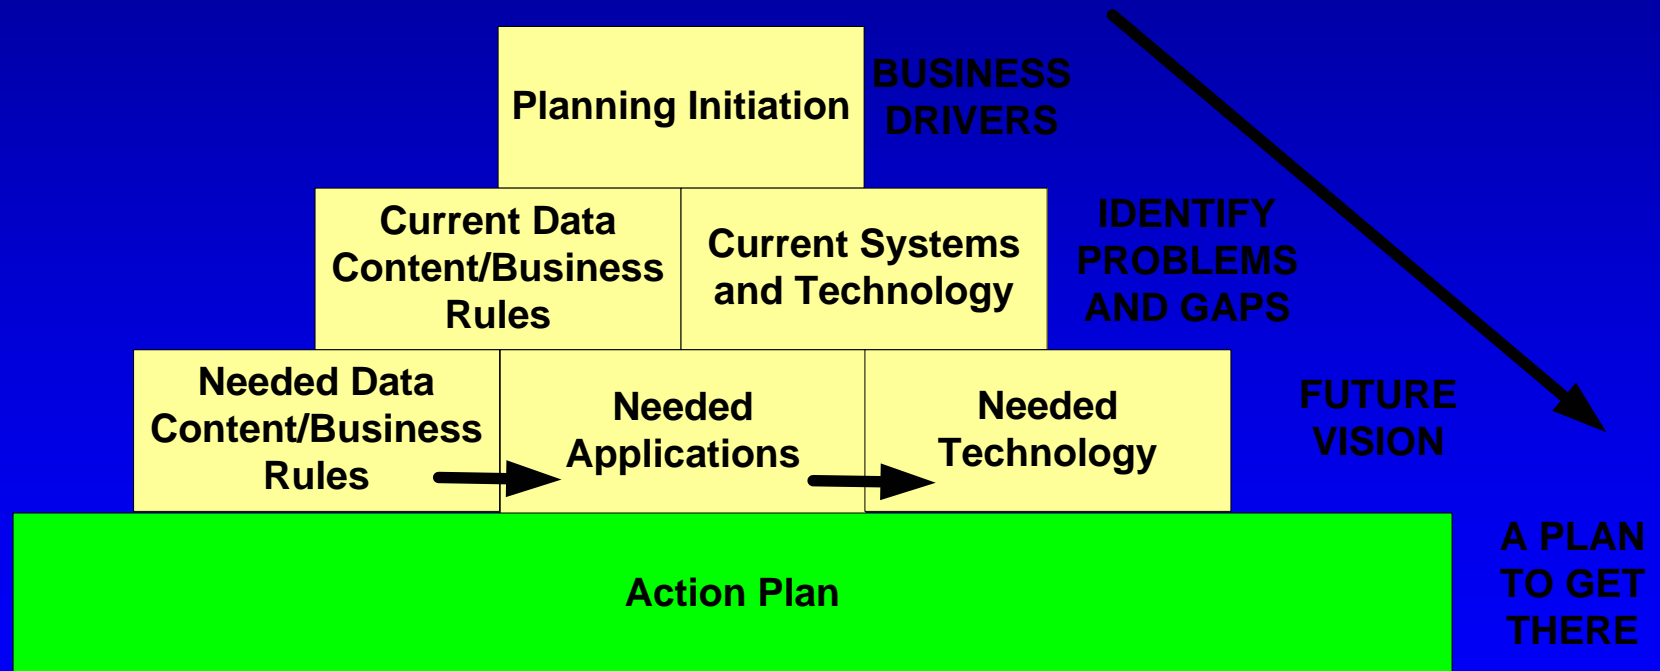 Planning Initiation
BUSINESS
DRIVERS
Current Data
Content/Business
Rules
Current Systems
and Technology
IDENTIFY
PROBLEMS
AND GAPS
Needed Data
Content/Business
Rules
Needed
Applications
Needed
Technology
FUTURE
VISION
Action Plan
A PLAN
TO GET
THERE